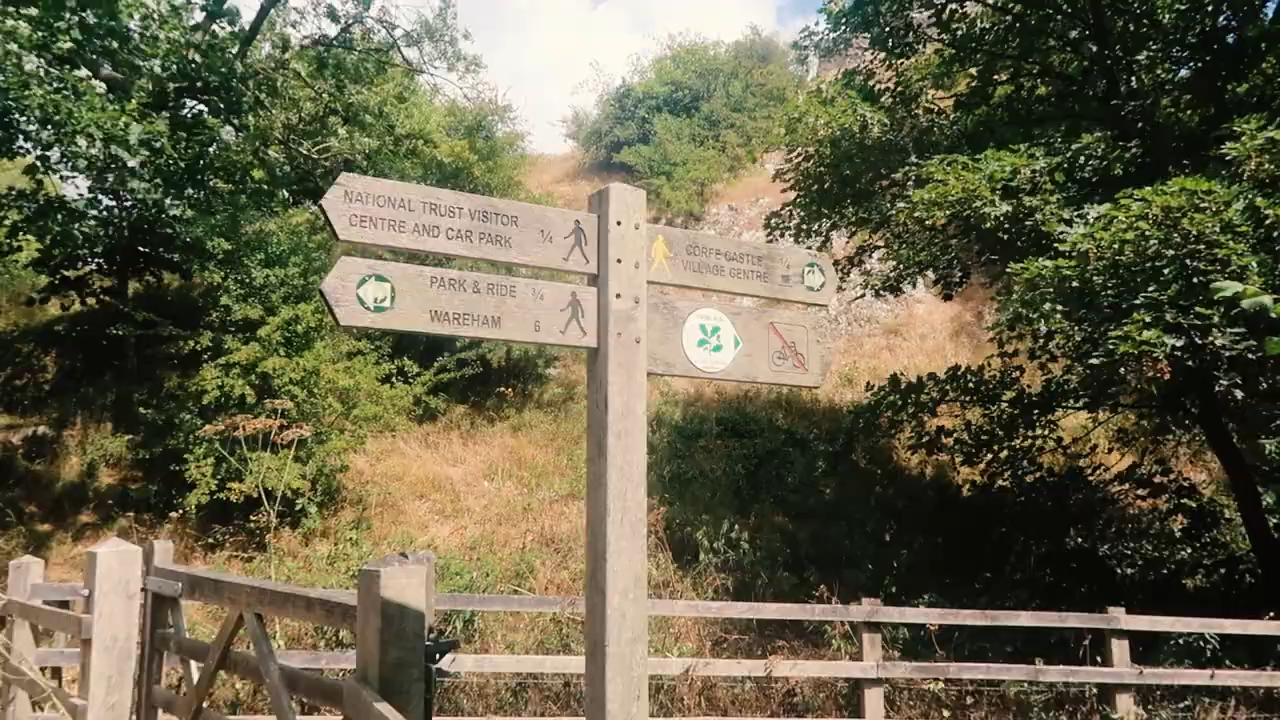 NATIONAL TRUST VISITOR
CENTRE AND CAR PARK ¼
PARK & RIDE ¾
WAREHAM 6
CORFE CASTLE
VILLAGE CENTRE